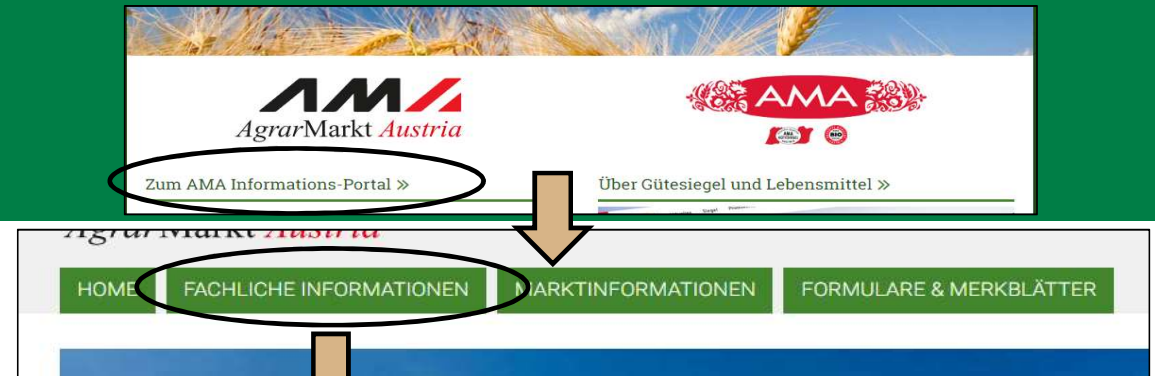 AMA
AgrarMarkt Austria
AMA
BIO
Zum AMA Informations-Portal »
Über Gütesiegel und Lebensmittel »
AgrarMarkt Austria
HOME
FACHLICHE INFORMATIONEN
MARKTINFORMATIONEN
FORMULARE & MERKBLÄTTER